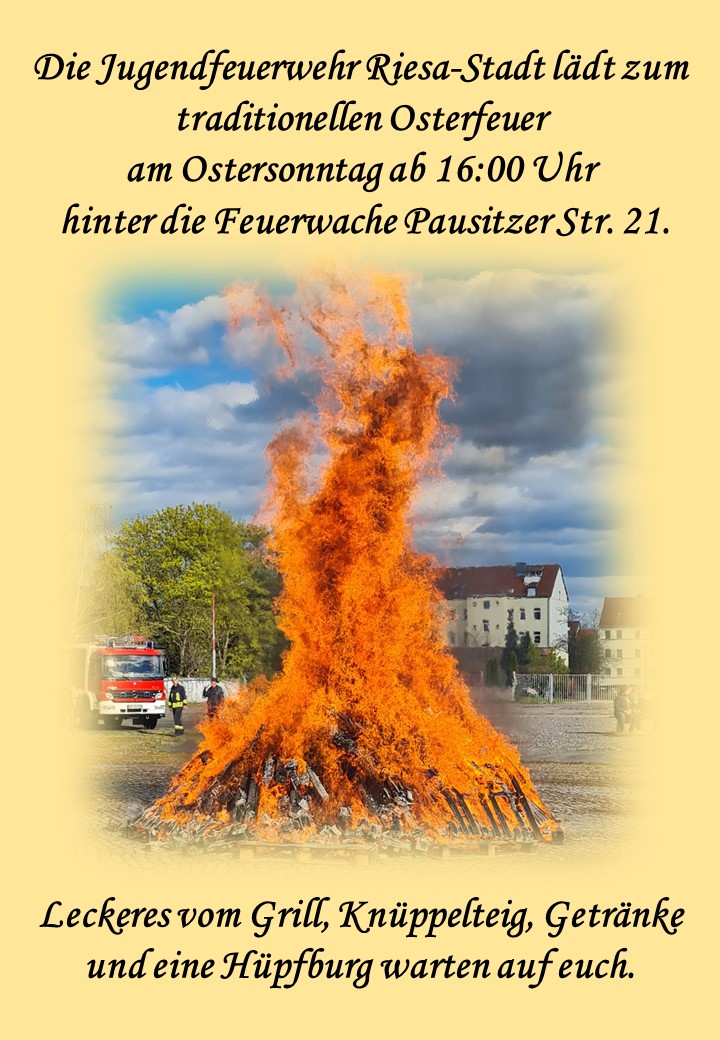 Die Jugendfeuerwehr Riesa-Stadt lädt zum
traditionellen Osterfeuer
am Ostersonntag ab 16:00 Uhr
hinter die Feuerwache Pausitzer Str. 21.
Leckeres vom Grill, Knüppelteig, Getränke
und eine Hüpfburg warten auf euch.